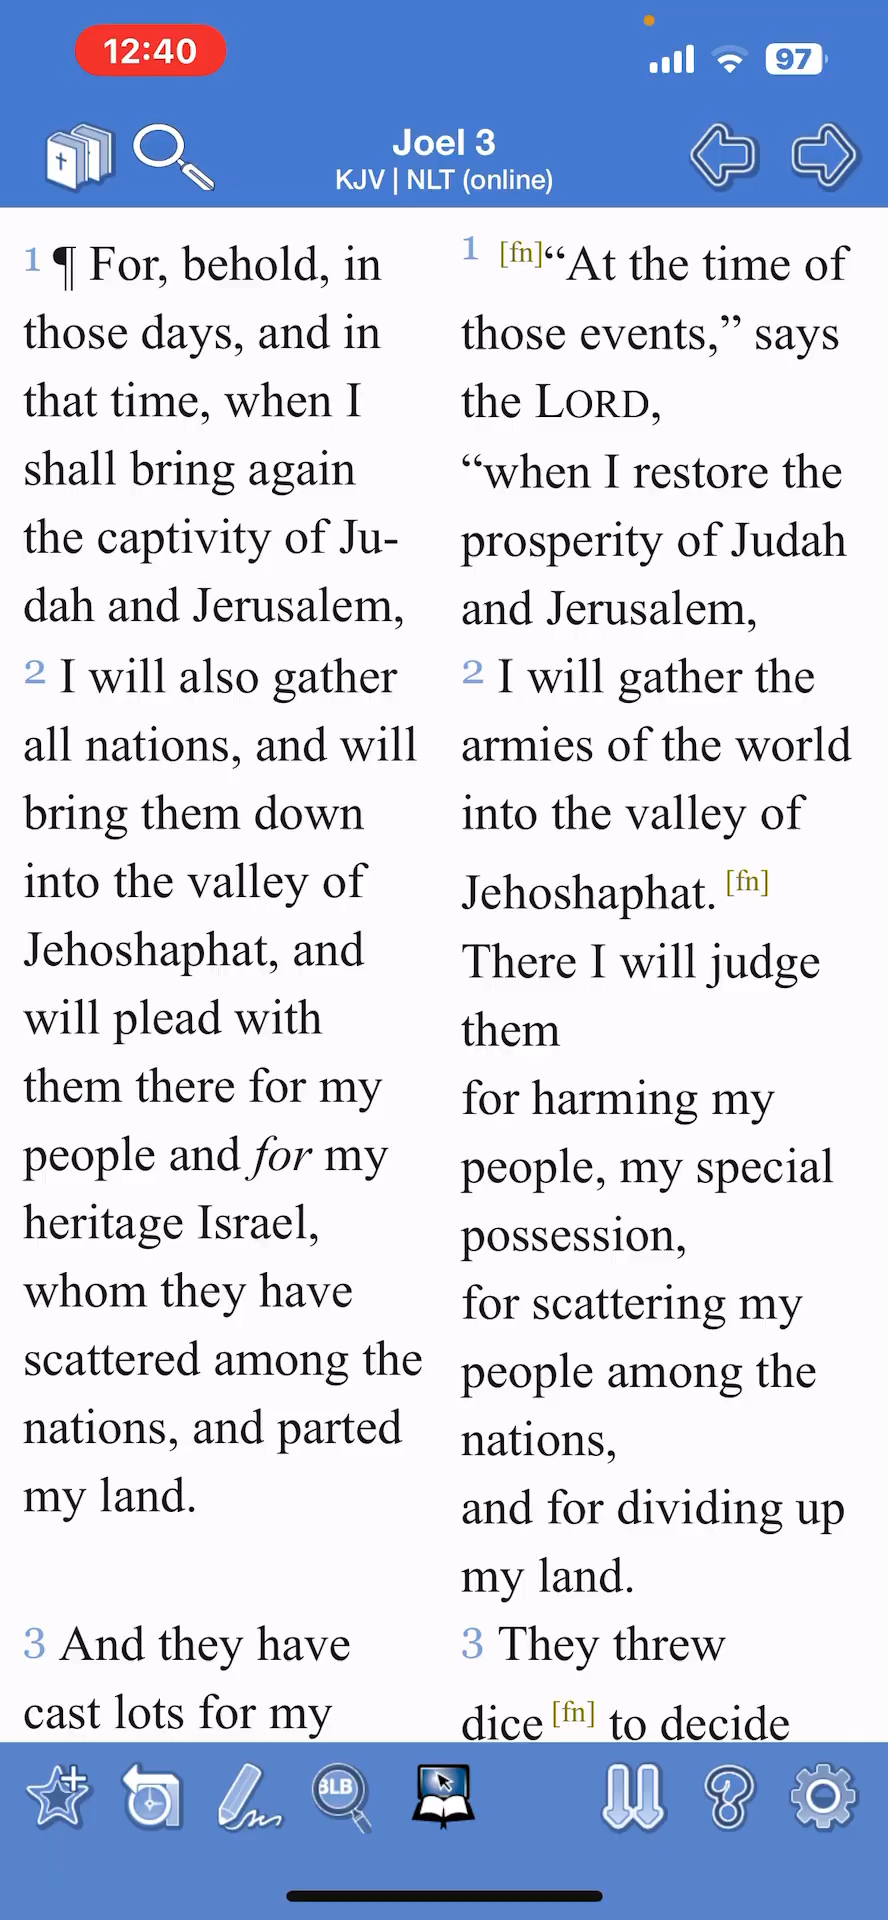 12:40
97
Joel 3
KJV | NLT (online)
1 ¶ For, behold, in
those days, and in
that time, when I
shall bring again
the captivity of Ju-
dah and Jerusalem,
2 I will also gather
all nations, and will
bring them down
into the valley of
Jehoshaphat, and
will plead with
them there for my
people and for my
heritage Israel,
whom they have
scattered among the
nations, and parted
my land.
3 And they have
cast lots for my
1 [fn]“At the time of
those events,” says
the LORD,
“when I restore the
prosperity of Judah
and Jerusalem,
2 I will gather the
armies of the world
into the valley of
Jehoshaphat. [fn]
There I will judge
them
for harming my
people, my special
possession,
for scattering my
people among the
nations,
and for dividing up
my land.
3 They threw
dice [fn] to decide
BLB